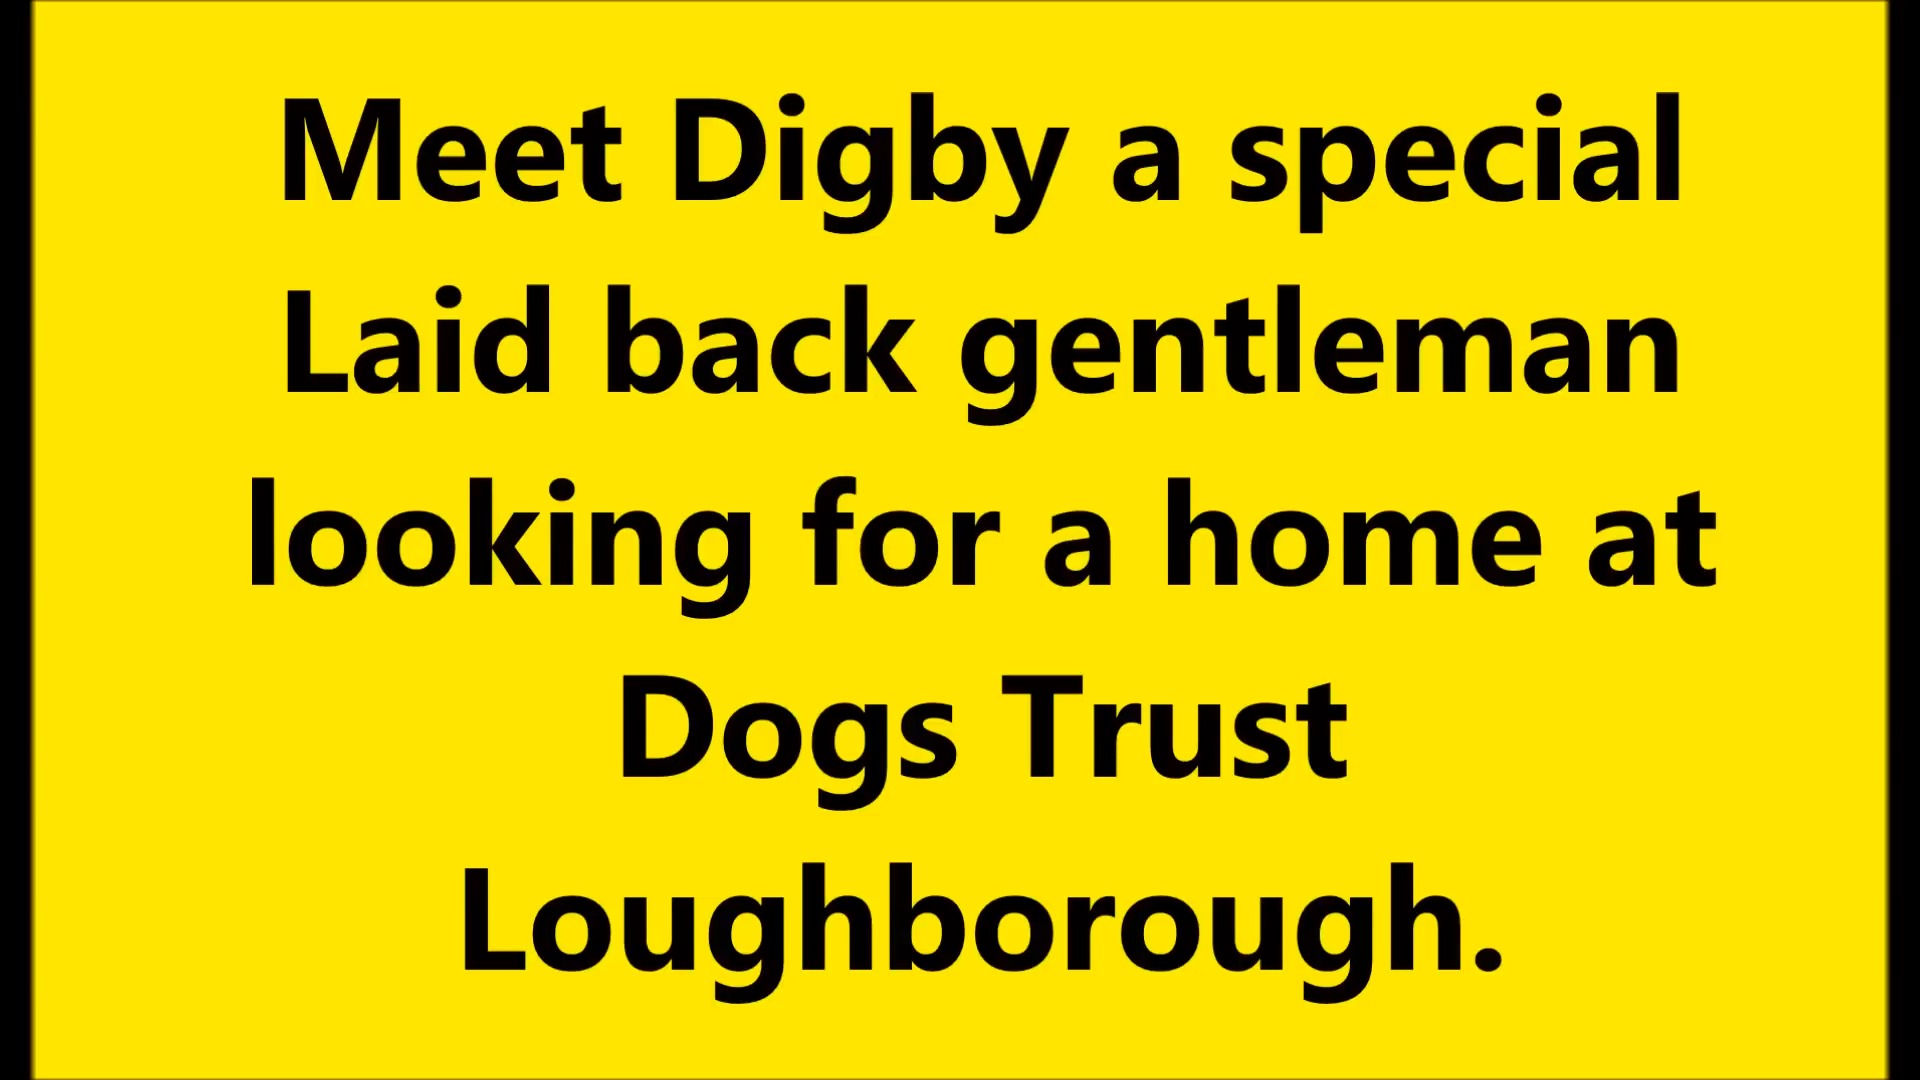 Meet Digby a special
Laid back gentleman
looking for a home at
Dogs Trust
Loughborough.